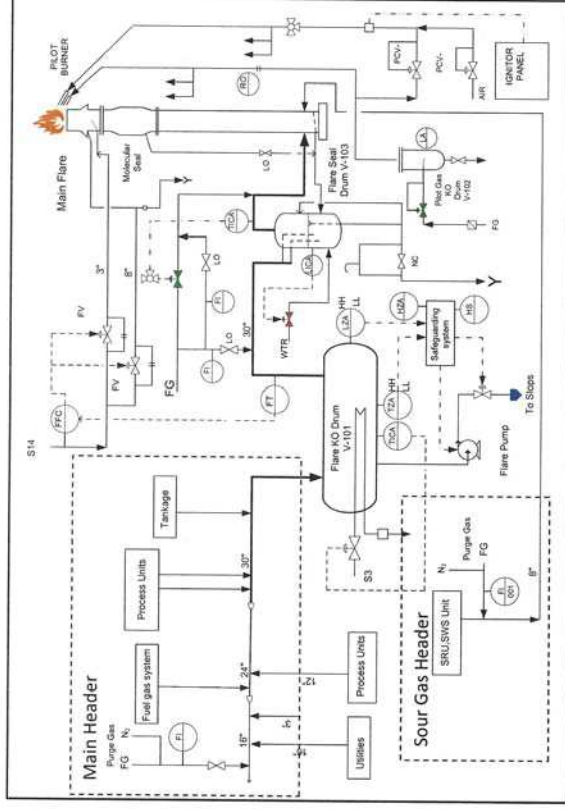 Main Header
Purge Gas
FG
N₂
FI
Fuel gas system
Process Units
Tankage
16"
24"
30"
12"
Utilities
Process Units
S14
FFC
FV
FV
3"
8"
Main Flare
PILOT
BURNER
Molecular
Seal
LO
RO
PCV-
PCV-
AIR
IGNITOR
PANEL
FG
FI
LO
FI
LO
30"
FT
TICA
Flare Seal
Drum V-103
LICA
WTR
NC
LA
Pilot Gas
KO
Drum
V-102
FG
Flare KO Drum
V-101
S3
TICA
TZA
HH
LL
LZA
HH
LL
HZA
HS
Safeguarding
system
Flare Pump
To Slops
Sour Gas Header
SRU,SWS Unit
N₂
Purge Gas
FG
FI
001
8"